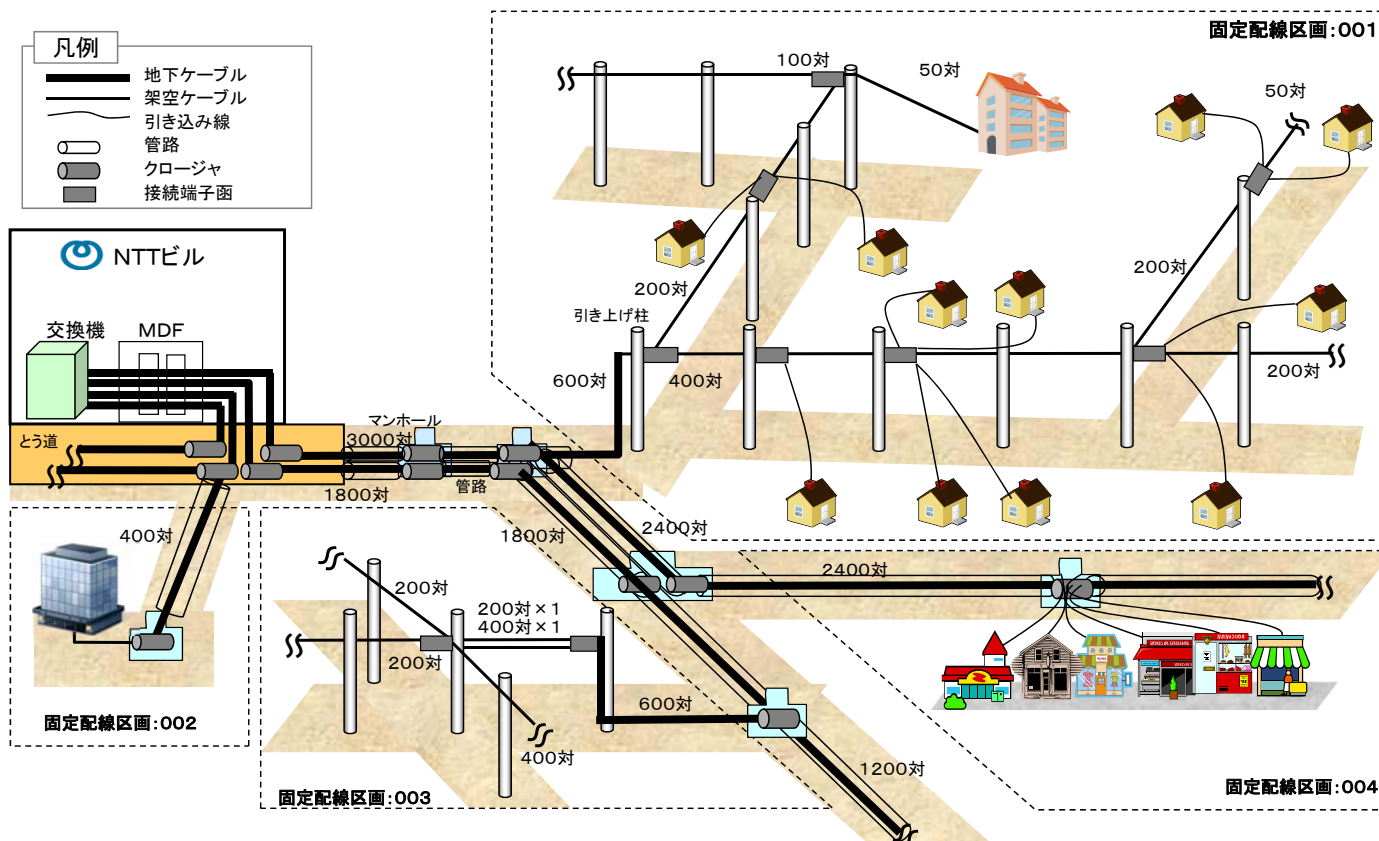 凡例
地下ケーブル
架空ケーブル
引き込み線
管路
クロージャ
接続端子函
固定配線区画:001
100対
50対
50対
200対
200対
引き上げ柱
600対
400対
200対
NTTビル
交換機
MDF
とう道
マンホール
3000対
1800対
管路
400対
固定配線区画:002
1800対
2400対
2400対
200対
200対×1
400対×1
200対
600対
400対
1200対
固定配線区画:003
固定配線区画:004